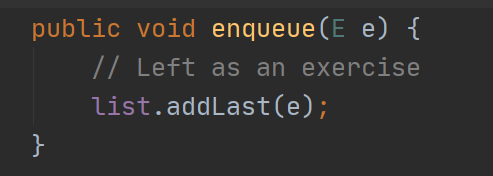 public void enqueue(E e) {
    // Left as an exercise
    list.addLast(e);
}